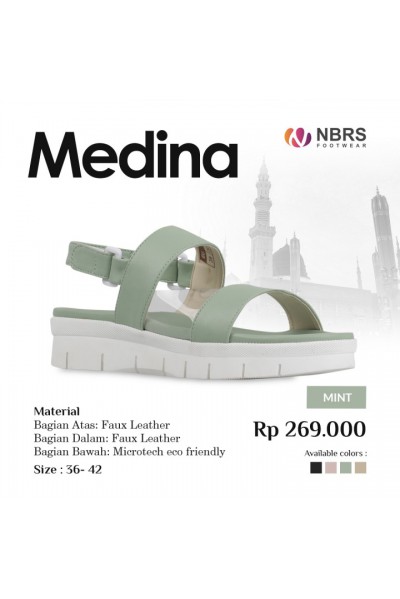 NBRS
FOOTWEAR
Medina
MINT
Material
Bagian Atas: Faux Leather
Bagian Dalam: Faux Leather
Bagian Bawah: Microtech eco friendly
Size : 36- 42
Rp 269.000
Available colors :